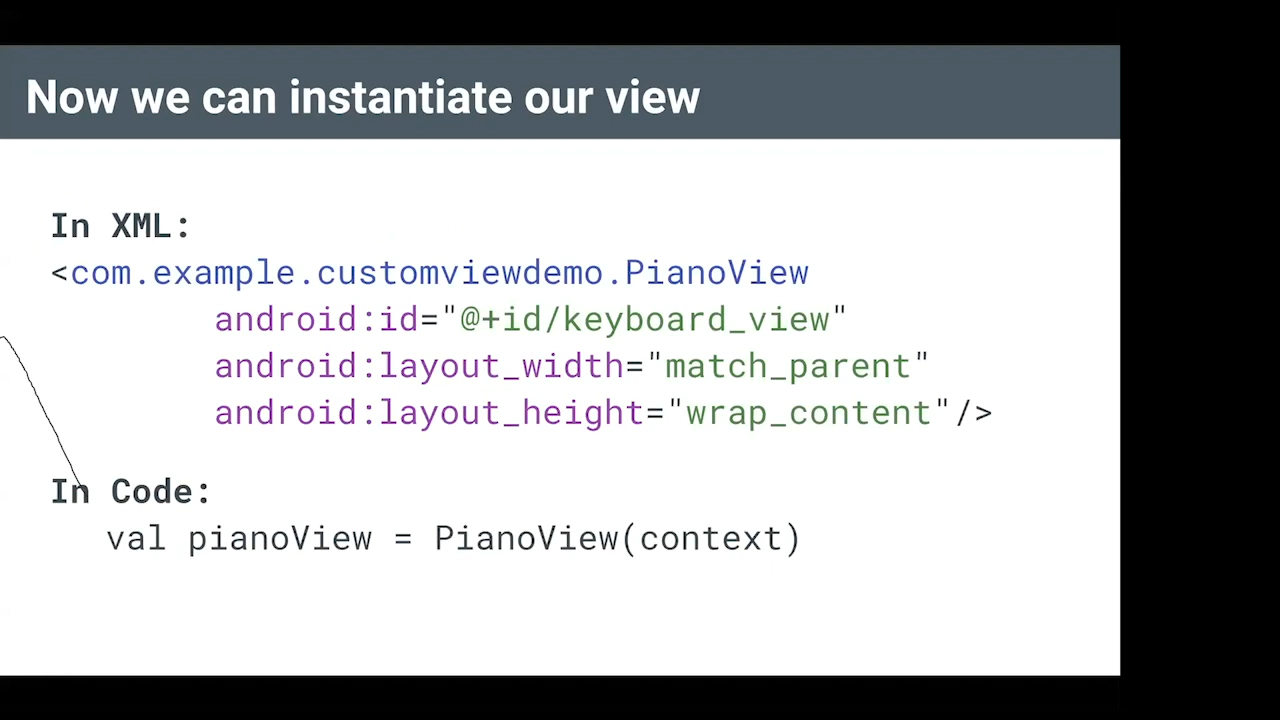 Now we can instantiate our view
In XML:
<com.example.customviewdemo.PianoView
android:id="@+id/keyboard_view"
android:layout_width="match_parent"
android:layout_height="wrap_content"/>
In Code:
val pianoView = PianoView(context)